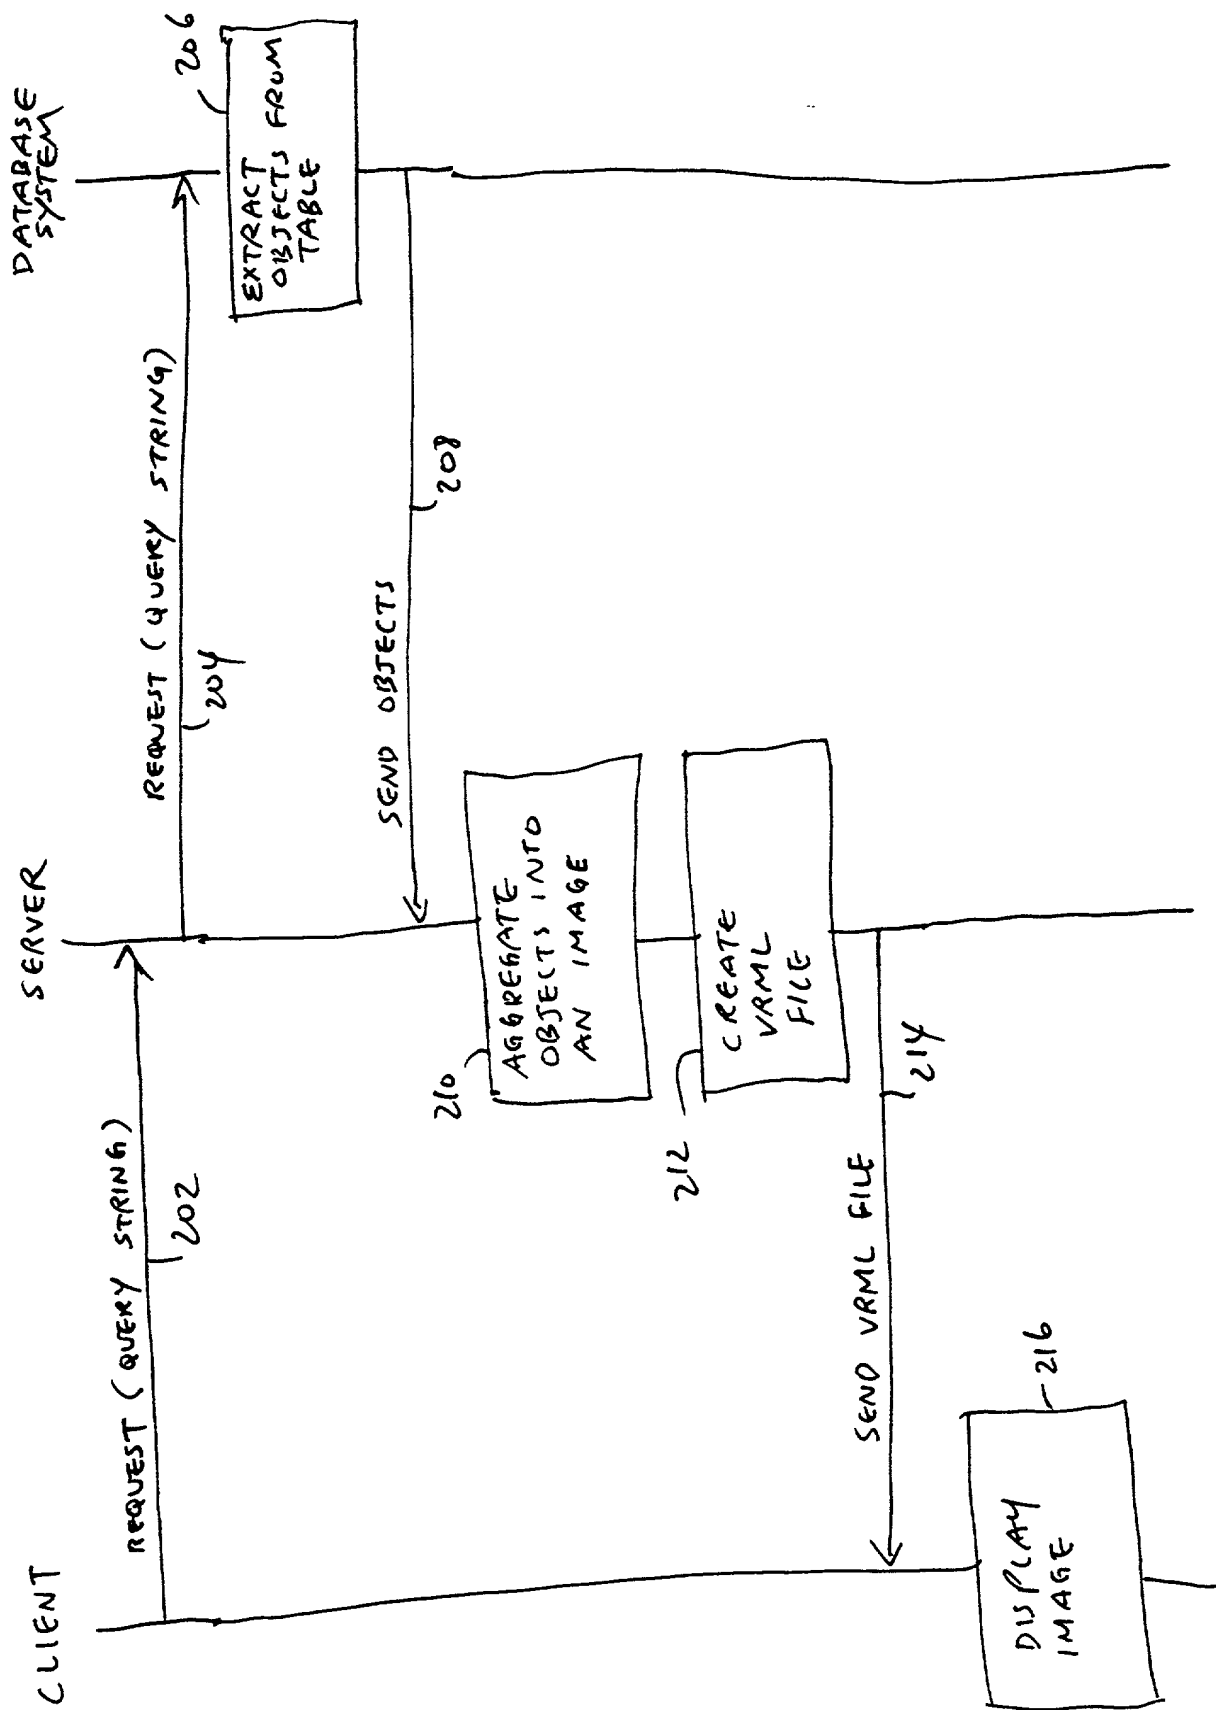 CLIENT
SERVER
DATABASE
SYSTEM
REQUEST (QUERY STRING)
202
REQUEST (QUERY STRING)
204
206
EXTRACT
OBJECTS FROM
TABLE
SEND OBJECTS
208
210
AGGREGATE
OBJECTS INTO
AN IMAGE
212
CREATE
VRML
FILE
SEND VRML FILE
214
DISPLAY
IMAGE
216